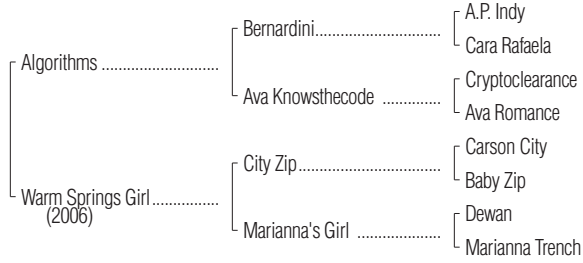 A.P. Indy
Bernardini
Cara Rafaela
Algorithms
Cryptoclearance
Ava Knowsthecode
Ava Romance
Carson City
City Zip
Baby Zip
Warm Springs Girl
(2006)
Dewan
Marianna's Girl
Marianna Trench